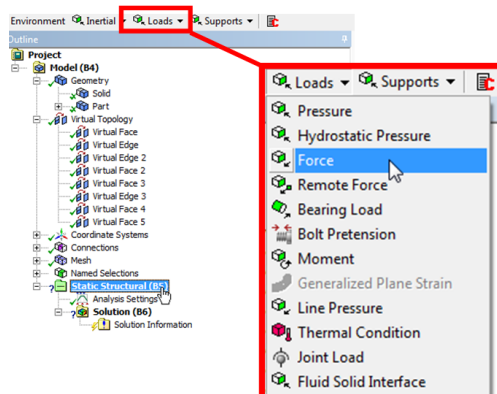 Environment Inertial Loads Supports
Outline
Project
Model (B4)
Geometry
Solid
Part
Virtual Topology
Virtual Face
Virtual Edge
Virtual Edge 2
Virtual Face 2
Virtual Face 3
Virtual Edge 3
Virtual Face 4
Virtual Face 5
Coordinate Systems
Connections
Mesh
Named Selections
Static Structural (B5)
Analysis Settings
Solution (B6)
Solution Information
Loads Supports
Pressure
Hydrostatic Pressure
Force
Remote Force
Bearing Load
Bolt Pretension
Moment
Generalized Plane Strain
Line Pressure
Thermal Condition
Joint Load
Fluid Solid Interface